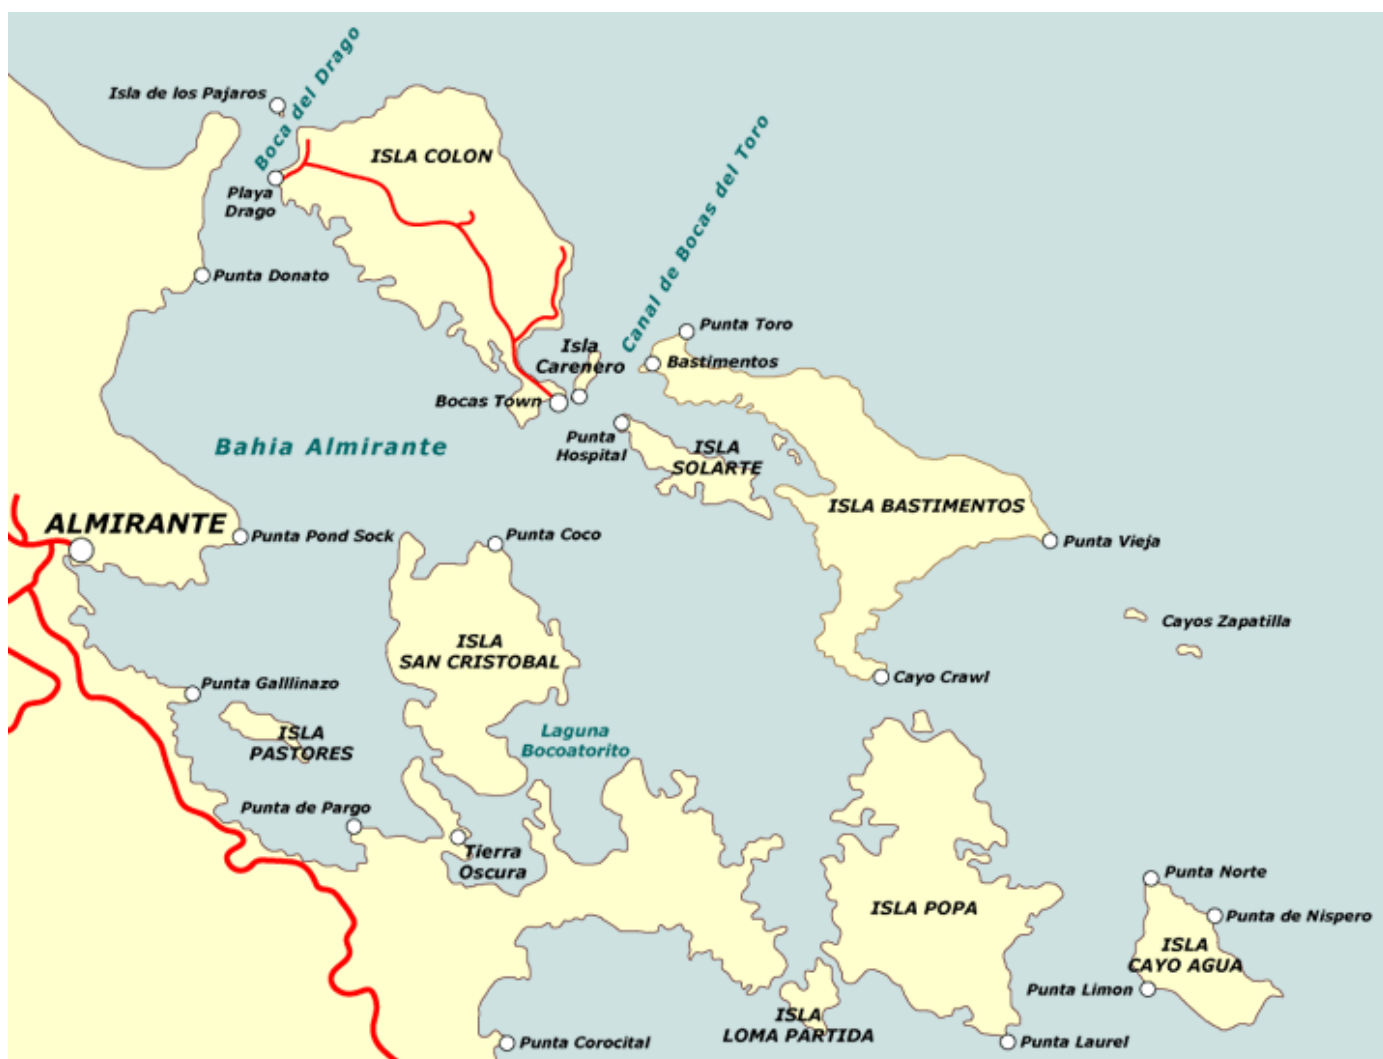 Isla de los Pajaros
Boca del Drago
ISLA COLON
Canal de Bocas del Toro
Playa
Drago
Punta Donato
Punta Toro
Isla
Carenero
Bastimentos
Bocas Town
Bahia Almirante
Punta
Hospital
ISLA
SOLARTE
ISLA BASTIMENTOS
ALMIRANTE
Punta Pond Sock
Punta Coco
Punta Vieja
Cayos Zapatilla
ISLA
SAN CRISTOBAL
Cayo Crawl
Punta Galllinazo
ISLA
PASTORES
Laguna
Bocoatorito
Punta de Pargo
Tierra
Oscura
Punta Norte
ISLA POPA
Punta de Nispero
ISLA
CAYO AGUA
Punta Limon
ISLA
LOMA PARTIDA
Punta Corocital
Punta Laurel